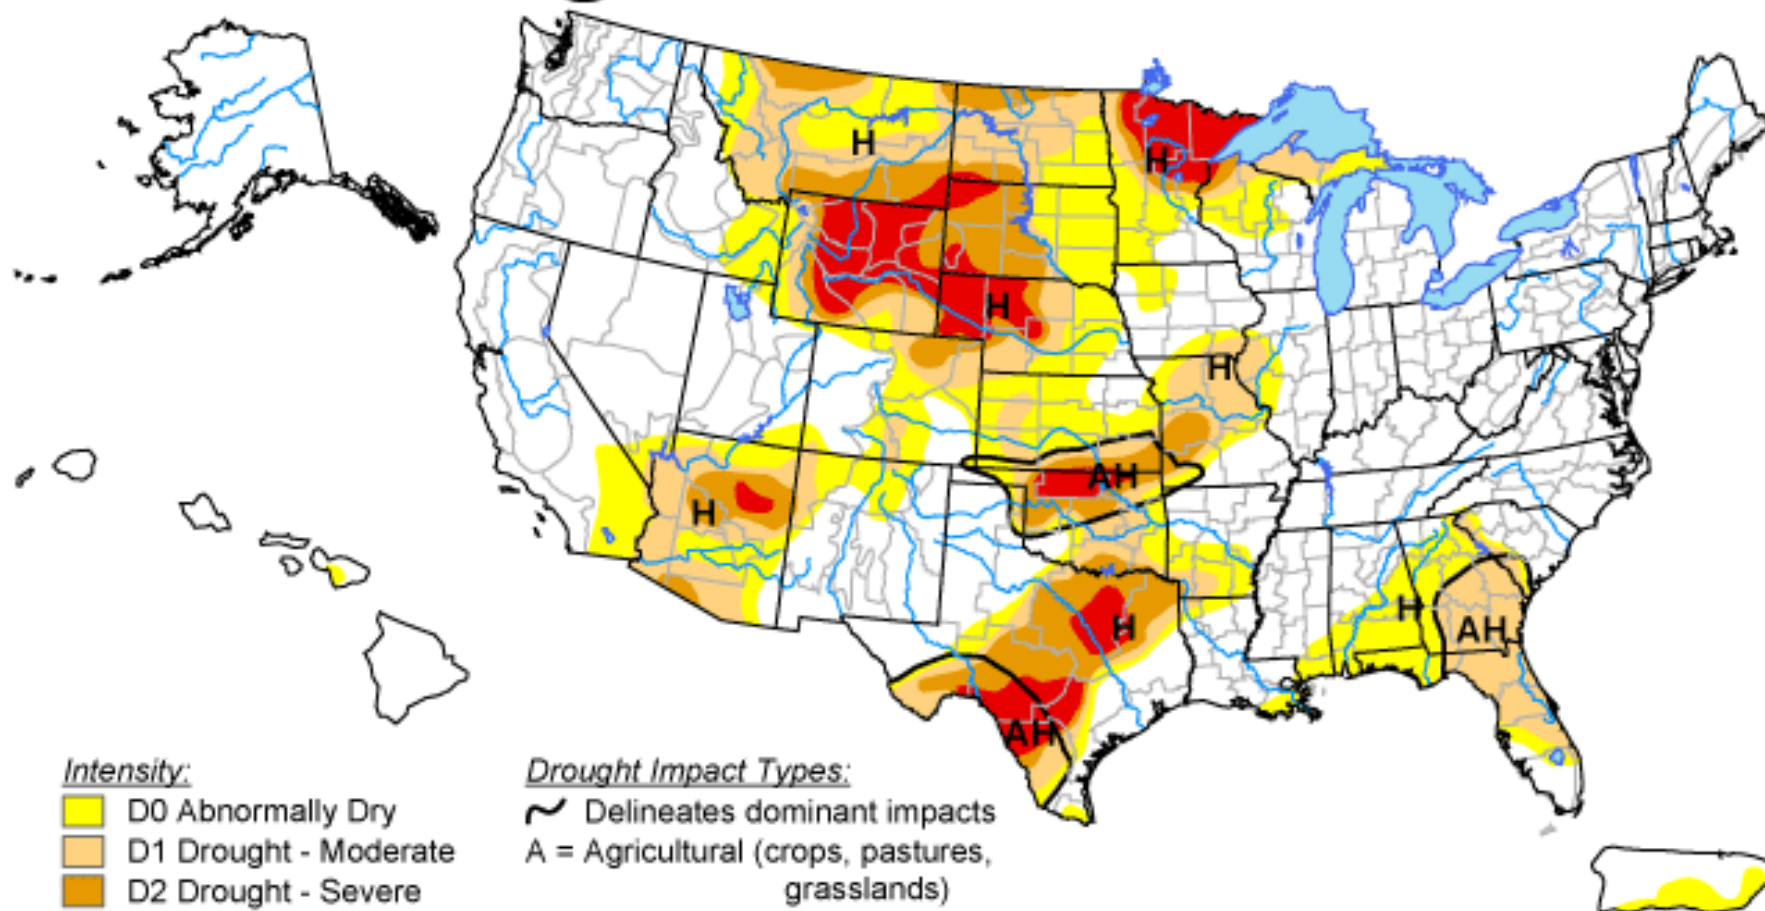 H
H
H
H
AH
H
H
H
AH
AH
Intensity:
D0 Abnormally Dry
D1 Drought - Moderate
D2 Drought - Severe
Drought Impact Types:
Delineates dominant impacts
A = Agricultural (crops, pastures,
grasslands)